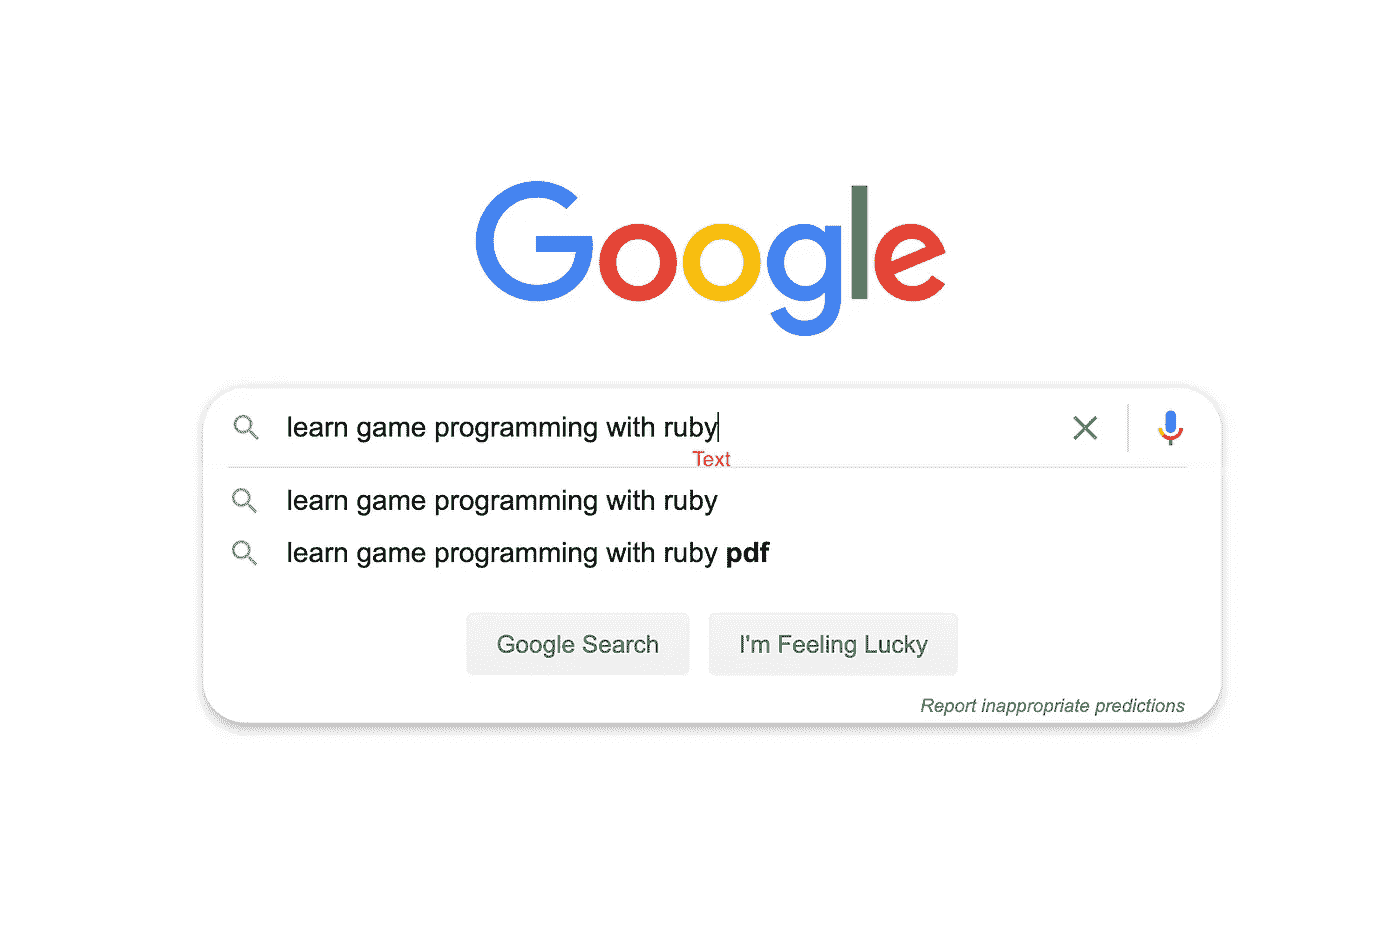 Google
learn game programming with ruby
Text
learn game programming with ruby
learn game programming with ruby pdf
Google Search
I'm Feeling Lucky
Report inappropriate predictions